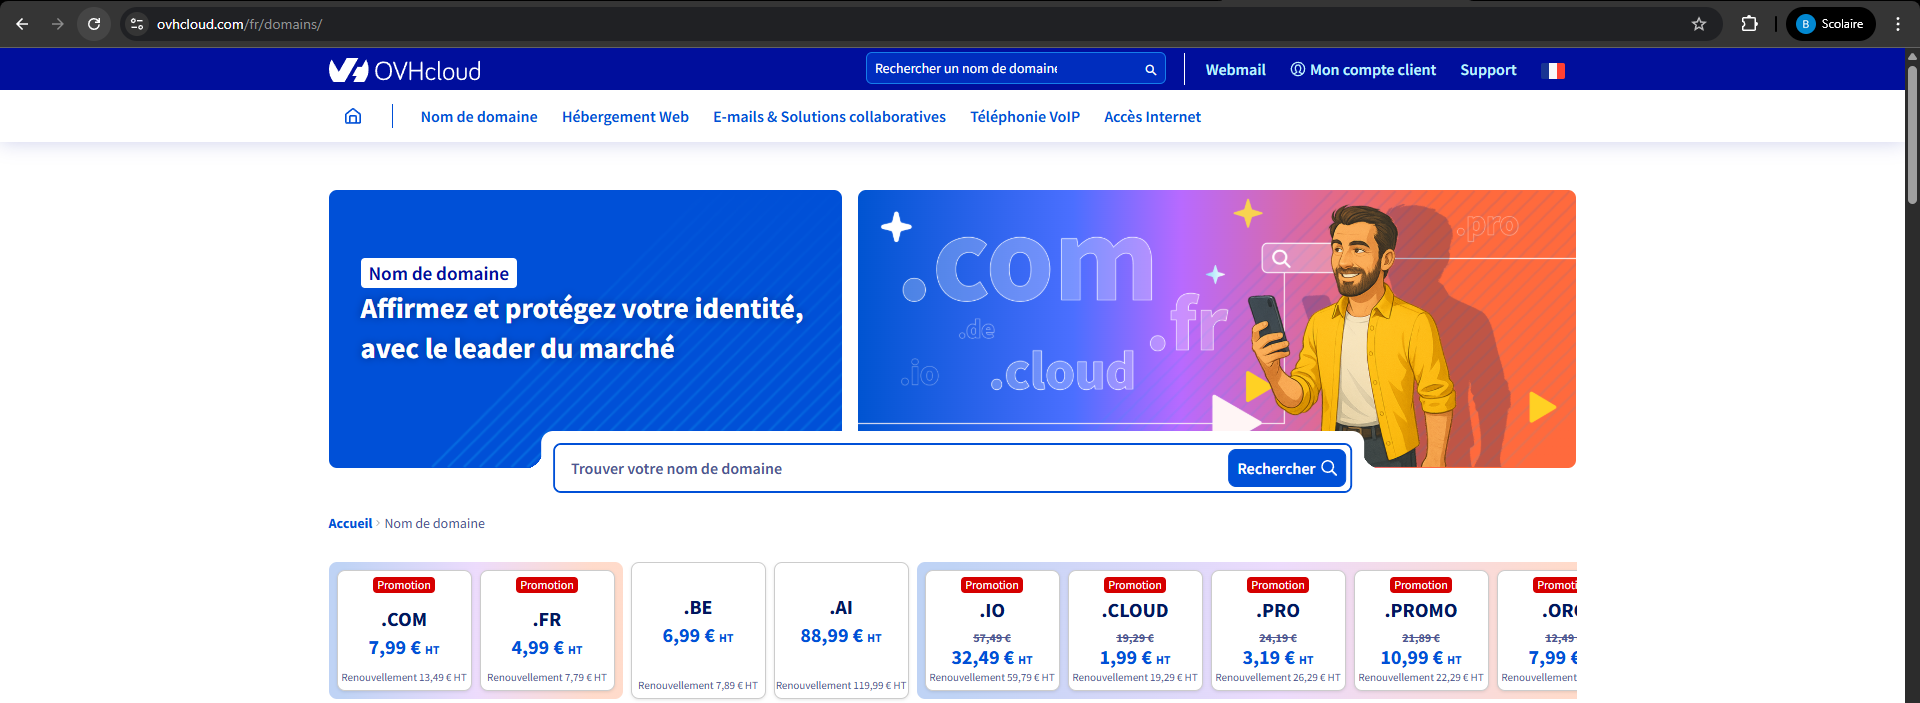 ovhcloud.com/fr/domains/
B Scolaire
OVHcloud
Rechercher un nom de domaine
Webmail
Mon compte client
Support
Nom de domaine
Hébergement Web
E-mails & Solutions collaboratives
Téléphonie VoIP
Accès Internet
Nom de domaine
Affirmez et protégez votre identité,
avec le leader du marché
.com
.pro
.fr
.de
.io
.cloud
Trouver votre nom de domaine
Rechercher
Accueil > Nom de domaine
Promotion
.COM
7,99 € HT
Renouvellement 13,49 € HT
Promotion
.FR
4,99 € HT
Renouvellement 7,79 € HT
.BE
6,99 € HT
Renouvellement 7,89 € HT
.AI
88,99 € HT
Renouvellement 119,99 € HT
Promotion
.IO
57,49 €
32,49 € HT
Renouvellement 59,79 € HT
Promotion
.CLOUD
19,29 €
1,99 € HT
Renouvellement 19,29 € HT
Promotion
.PRO
24,19 €
3,19 € HT
Renouvellement 26,29 € HT
Promotion
.PROMO
21,89 €
10,99 € HT
Renouvellement 22,29 € HT
Promoti
.ORG
12,49
7,99 €
Renouvellement